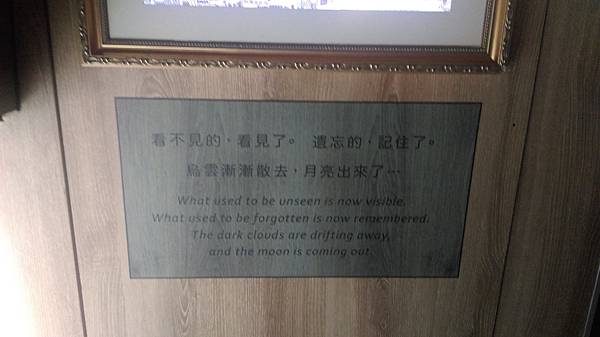 看不見的，看見了。 遺忘的，記住了。
烏雲漸漸散去，月亮出來了…
What used to be unseen is now visible.
What used to be forgotten is now remembered.
The dark clouds are drifting away,
and the moon is coming out.